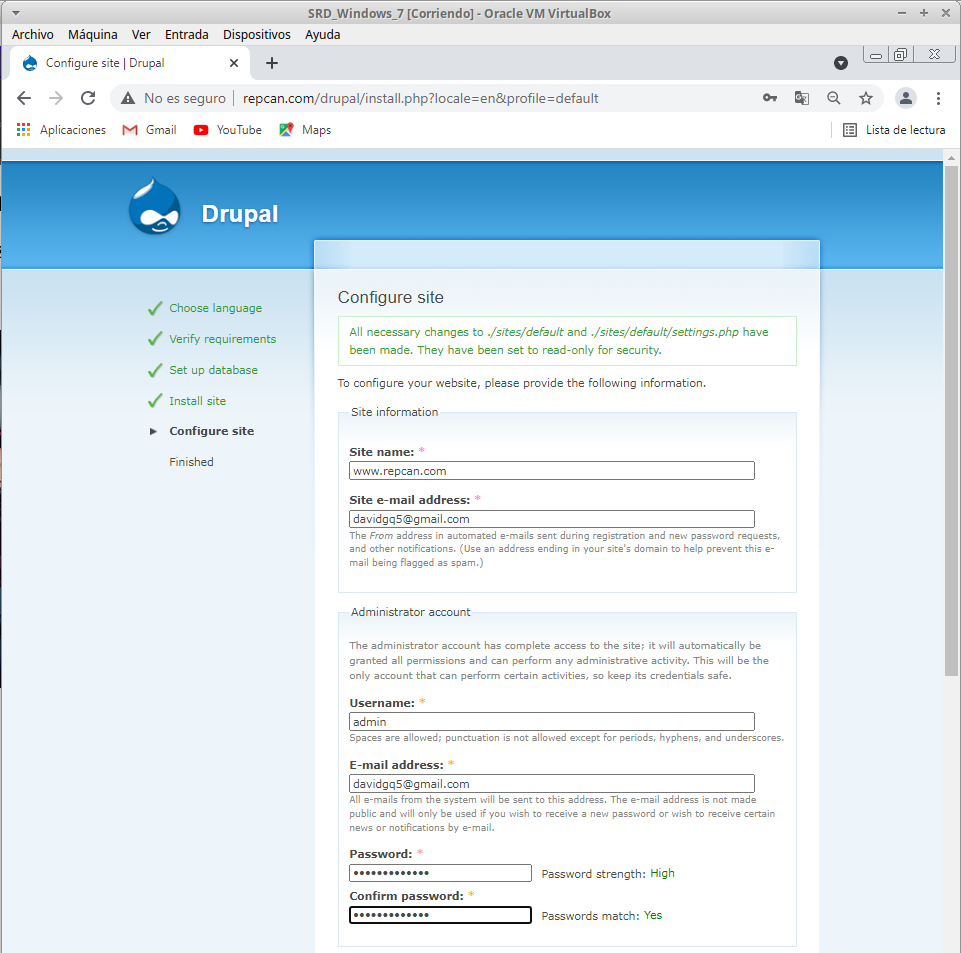 SRD_Windows_7 [Corriendo] - Oracle VM VirtualBox
Archivo Máquina Ver Entrada Dispositivos Ayuda
Configure site | Drupal
No es seguro repcan.com/drupal/install.php?locale=en&profile=default
Aplicaciones Gmail YouTube Maps Lista de lectura
Drupal
Choose language
Verify requirements
Set up database
Install site
Configure site
Finished
Configure site
All necessary changes to ./sites/default and ./sites/default/settings.php have
been made. They have been set to read-only for security.
To configure your website, please provide the following information.
Site information
Site name: *
www.repcan.com
Site e-mail address: *
davidgq5@gmail.com
The From address in automated e-mails sent during registration and new password requests,
and other notifications. (Use an address ending in your site's domain to help prevent this e-
mail being flagged as spam.)
Administrator account
The administrator account has complete access to the site; it will automatically be
granted all permissions and can perform any administrative activity. This will be the
only account that can perform certain activities, so keep its credentials safe.
Username: *
admin
Spaces are allowed; punctuation is not allowed except for periods, hyphens, and underscores.
E-mail address: *
davidgq5@gmail.com
All e-mails from the system will be sent to this address. The e-mail address is not made
public and will only be used if you wish to receive a new password or wish to receive certain
news or notifications by e-mail.
Password: *
•••••••••••••  Password strength: High
Confirm password: *
•••••••••••••  Passwords match: Yes